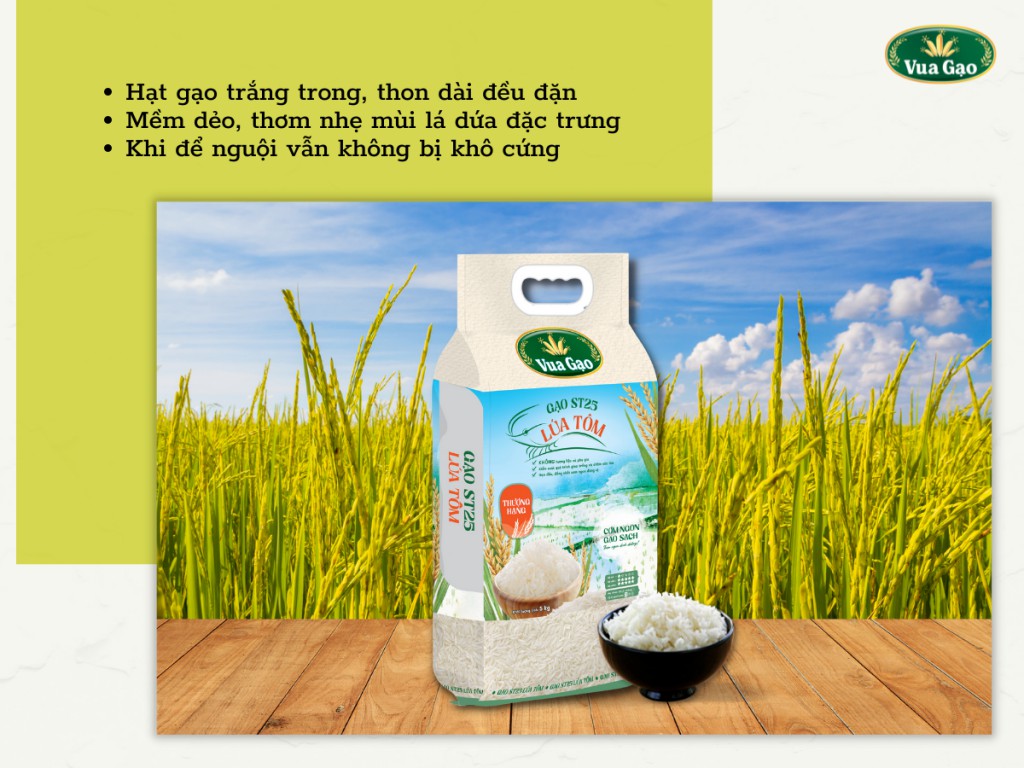 Vua Gạo
• Hạt gạo trắng trong, thon dài đều đặn
• Mềm dẻo, thơm nhẹ mùi lá dứa đặc trưng
• Khi để nguội vẫn không bị khô cứng
Vua Gạo
GẠO ST25
LÚA TÔM
GẠO ST25
LÚA TÔM
THƯỢNG
HẠNG
CƠM NGON
GẠO SẠCH
5 kg